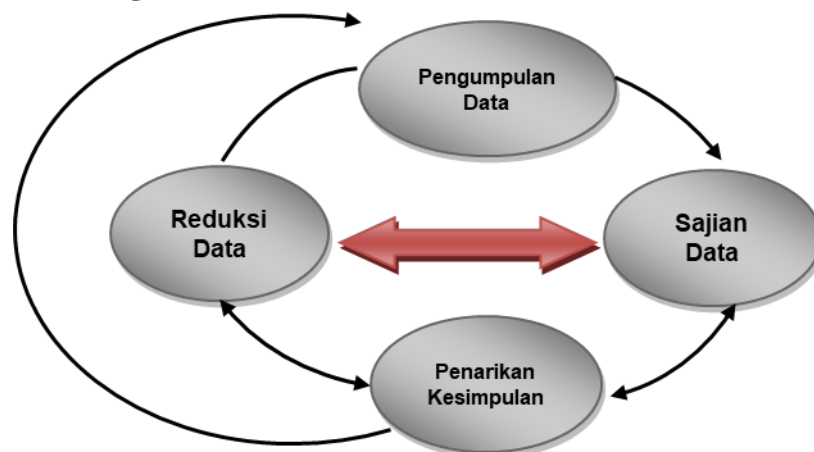 Pengumpulan
Data
Reduksi
Data
Sajian
Data
Penarikan
Kesimpulan